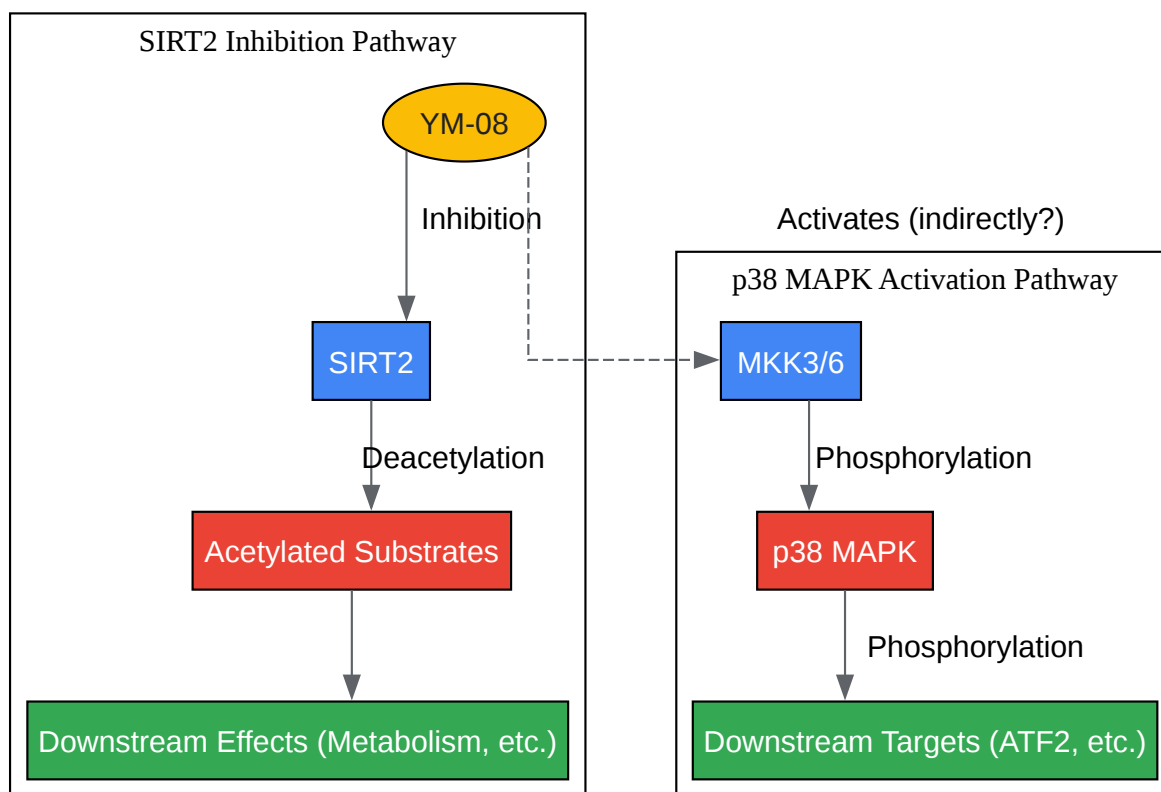 SIRT2 Inhibition Pathway
YM-08
Inhibition
SIRT2
Deacetylation
Acetylated Substrates
Downstream Effects (Metabolism, etc.)
Activates (indirectly?)
p38 MAPK Activation Pathway
MKK3/6
Phosphorylation
p38 MAPK
Phosphorylation
Downstream Targets (ATF2, etc.)